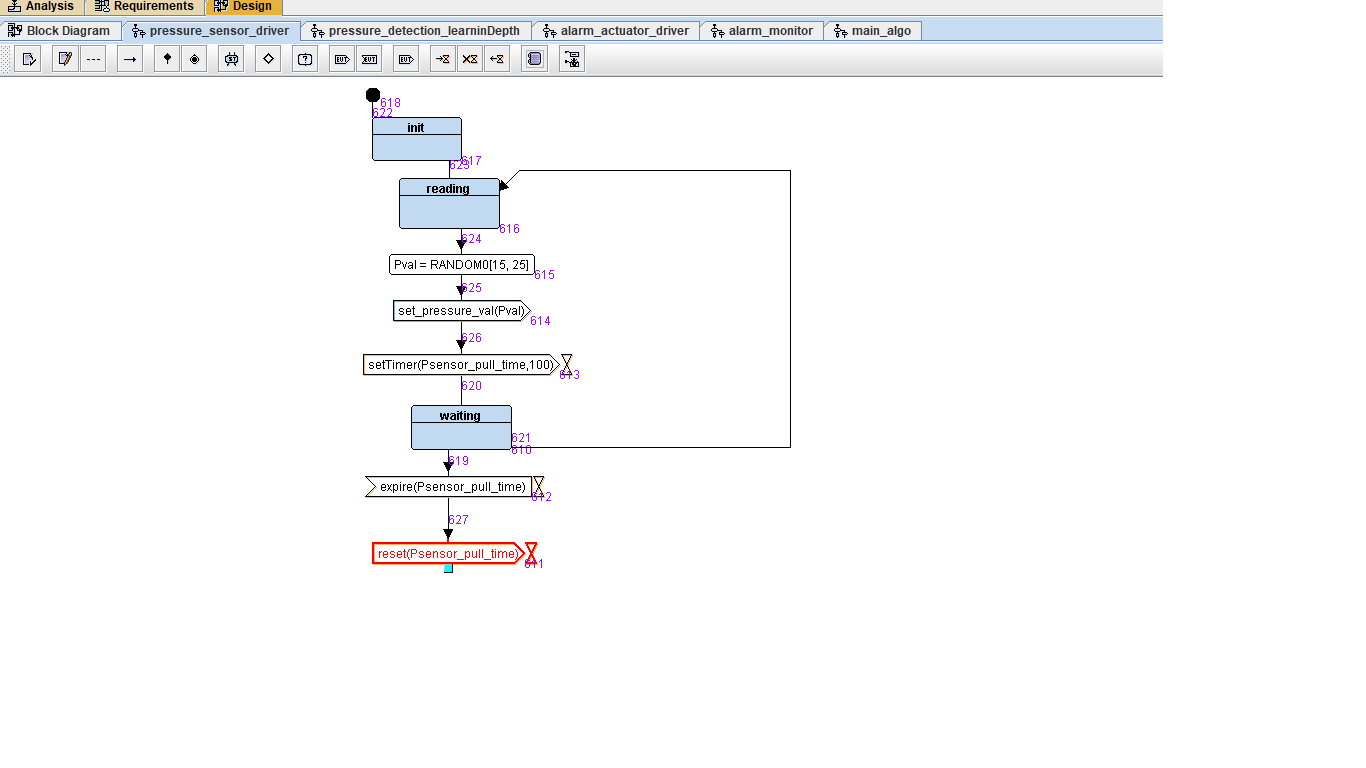 Analysis Requirements Design
Block Diagram pressure_sensor_driver pressure_detection_learninDepth alarm_actuator_driver alarm_monitor main_algo
618
622
init
617
623
reading
616
624
Pval = RANDOM0[15, 25]
615
625
set_pressure_val(Pval)
614
626
setTimer(Psensor_pull_time,100)
613
620
waiting
621
610
619
expire(Psensor_pull_time)
612
627
reset(Psensor_pull_time)
611